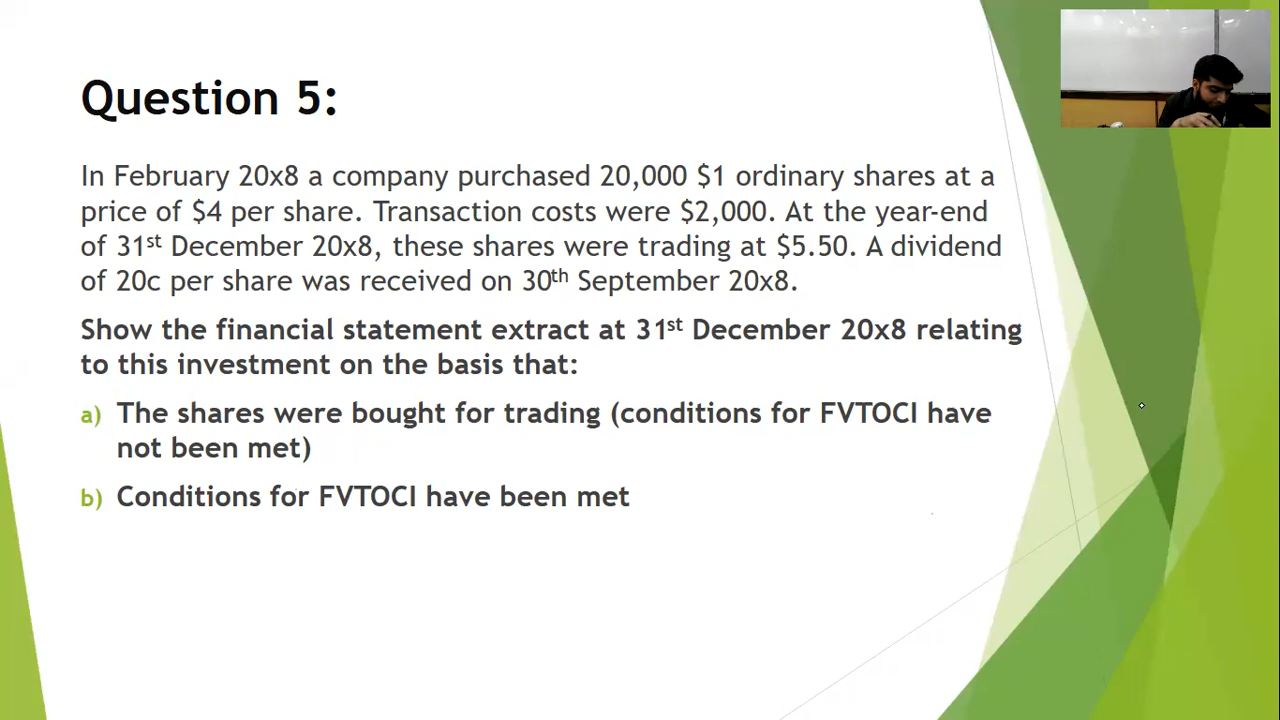 Question 5:
In February 20x8 a company purchased 20,000 $1 ordinary shares at a
price of $4 per share. Transaction costs were $2,000. At the year-end
of 31st December 20x8, these shares were trading at $5.50. A dividend
of 20c per share was received on 30th September 20x8.
Show the financial statement extract at 31st December 20x8 relating
to this investment on the basis that:
a) The shares were bought for trading (conditions for FVTOCI have
not been met)
b) Conditions for FVTOCI have been met